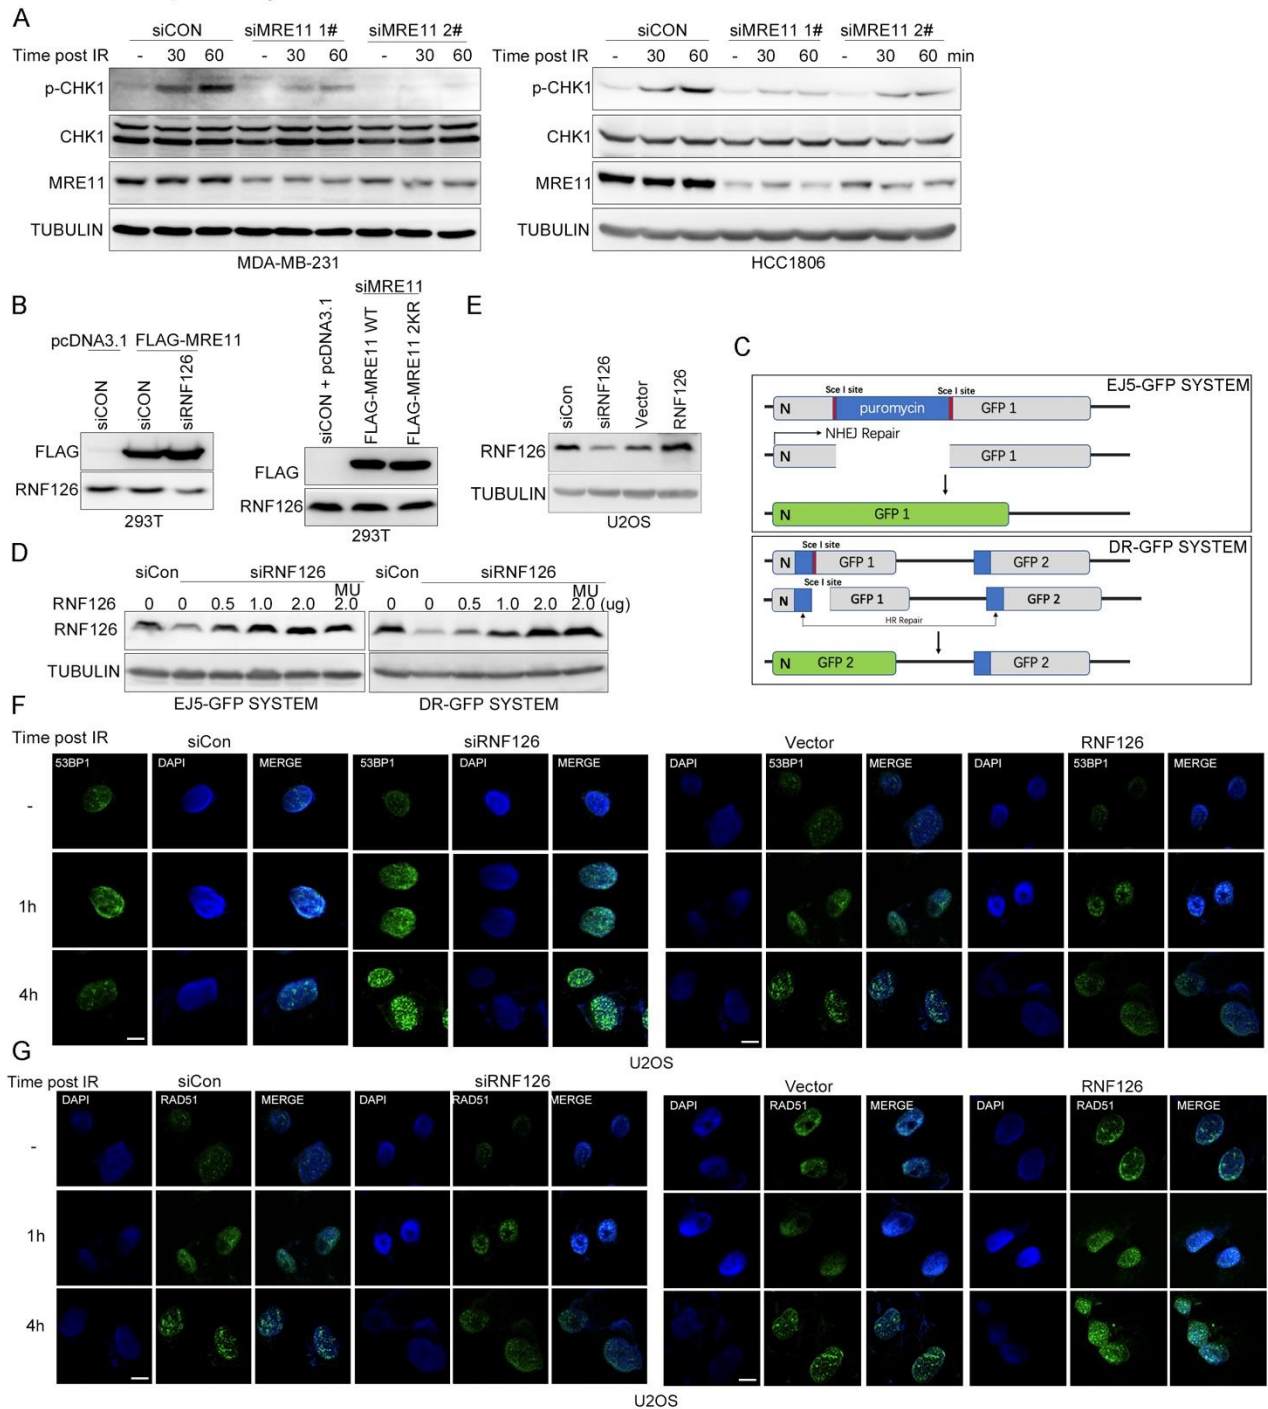 A
siCON siMRE11 1# siMRE11 2#
Time post IR - 30 60 - 30 60 - 30 60
p-CHK1
CHK1
MRE11
TUBULIN
MDA-MB-231
siCON siMRE11 1# siMRE11 2#
Time post IR - 30 60 - 30 60 - 30 60 min
p-CHK1
CHK1
MRE11
TUBULIN
HCC1806
B
pcDNA3.1 FLAG-MRE11
siCON siCON siRNF126
FLAG
RNF126
293T
siMRE11
siCON + pcDNA3.1 FLAG-MRE11 WT FLAG-MRE11 2KR
FLAG
RNF126
293T
E
siCon siRNF126 Vector RNF126
RNF126
TUBULIN
U2OS
C
EJ5-GFP SYSTEM
Sce I site Sce I site
N puromycin GFP 1
NHEJ Repair
N GFP 1
N GFP 1
DR-GFP SYSTEM
Sce I site
N GFP 1 GFP 2
Sce I site
N GFP 1 GFP 2
HR Repair
N GFP 2 GFP 2
D
siCon siRNF126 siCon siRNF126
MU MU
RNF126 0 0 0.5 1.0 2.0 2.0 0 0 0.5 1.0 2.0 2.0 (ug)
RNF126
TUBULIN
EJ5-GFP SYSTEM DR-GFP SYSTEM
F
Time post IR siCon siRNF126 Vector RNF126
53BP1 DAPI MERGE 53BP1 DAPI MERGE DAPI 53BP1 MERGE DAPI 53BP1 MERGE
-
1h
4h
U2OS
G
Time post IR siCon siRNF126 Vector RNF126
DAPI RAD51 MERGE DAPI RAD51 MERGE DAPI RAD51 MERGE DAPI RAD51 MERGE
-
1h
4h
U2OS